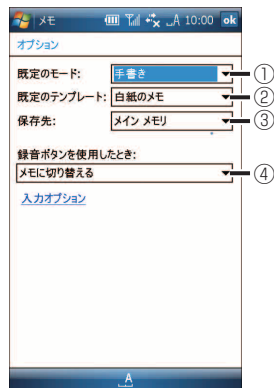 メモ A 10:00 ok
オプション
既定のモード: 手書き ①
既定のテンプレート: 白紙のメモ ②
保存先: メイン メモリ ③
録音ボタンを使用したとき:
メモに切り替える ④
入力オプション
A